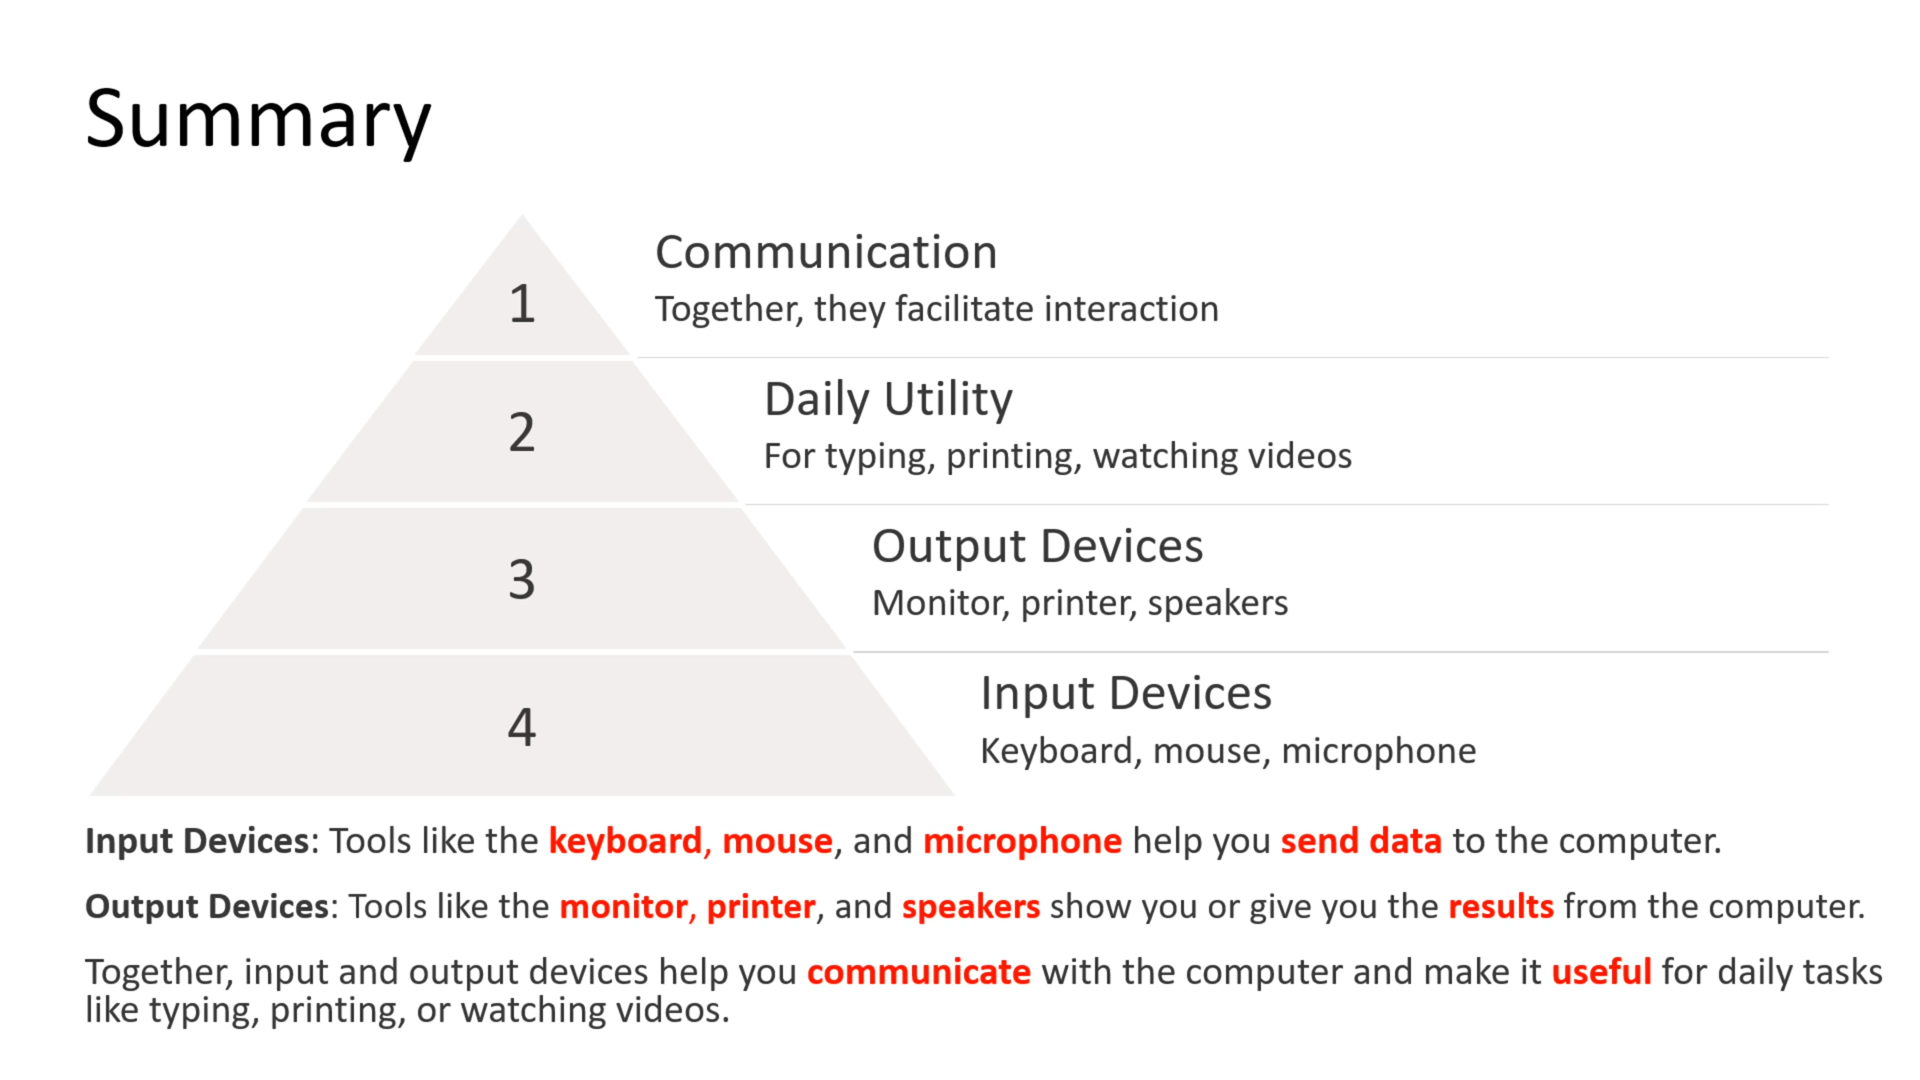 Summary
1
Communication
Together, they facilitate interaction
2
Daily Utility
For typing, printing, watching videos
3
Output Devices
Monitor, printer, speakers
4
Input Devices
Keyboard, mouse, microphone
Input Devices: Tools like the keyboard, mouse, and microphone help you send data to the computer.
Output Devices: Tools like the monitor, printer, and speakers show you or give you the results from the computer.
Together, input and output devices help you communicate with the computer and make it useful for daily tasks
like typing, printing, or watching videos.